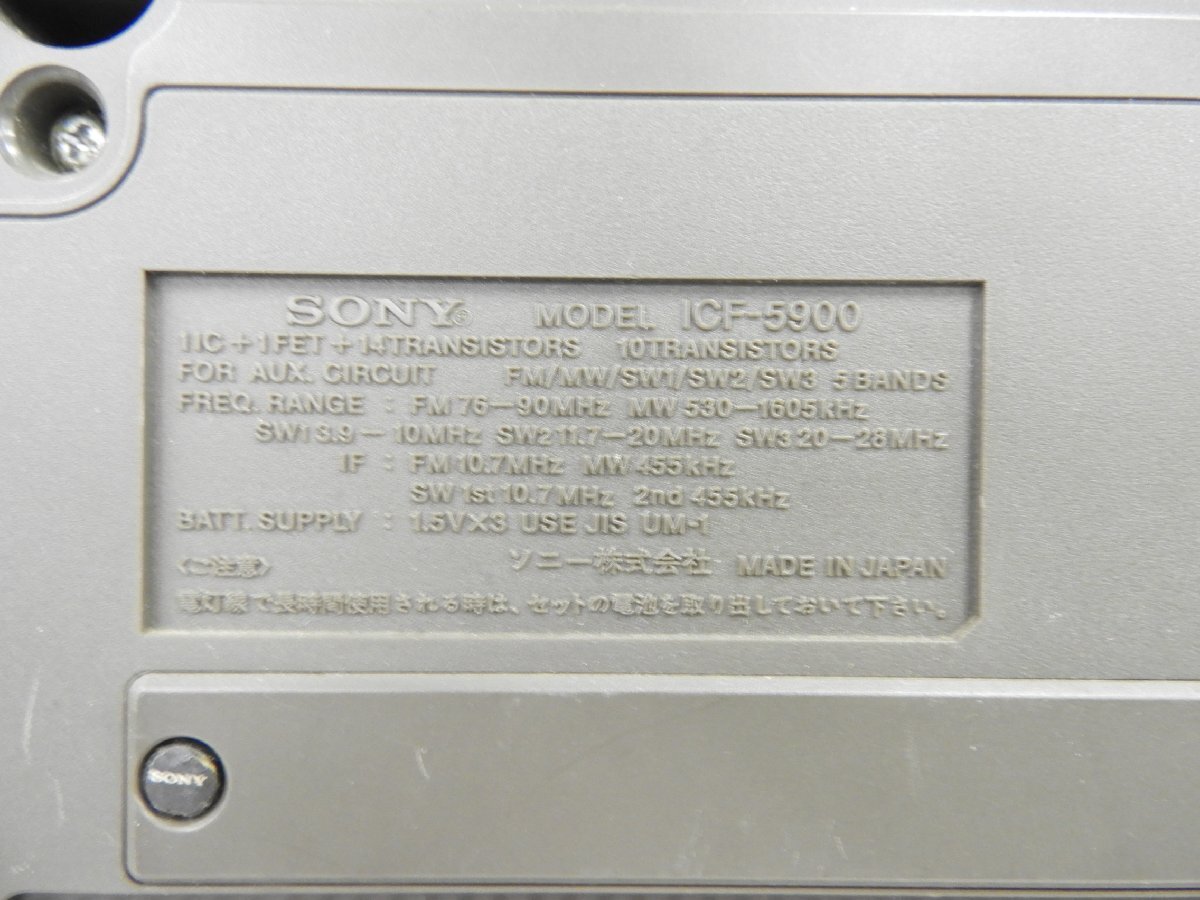 SONY® MODEL ICF-5900
1IC+1FET+14TRANSISTORS 10TRANSISTORS
FOR AUX. CIRCUIT FM/MW/SW1/SW2/SW3 5BANDS
FREQ. RANGE : FM 76-90MHz MW 530-1605kHz
SW1 3.9-10MHz SW2 11.7-20MHz SW3 20-28MHz
IF : FM 10.7MHz MW 455kHz
SW 1st 10.7MHz 2nd 455kHz
BATT. SUPPLY : 1.5V×3 USE JIS UM-1
ソニー株式会社 MADE IN JAPAN
〈ご注意〉
電灯線で長時間使用される時は、セットの電池を取り出しておいて下さい。
SONY